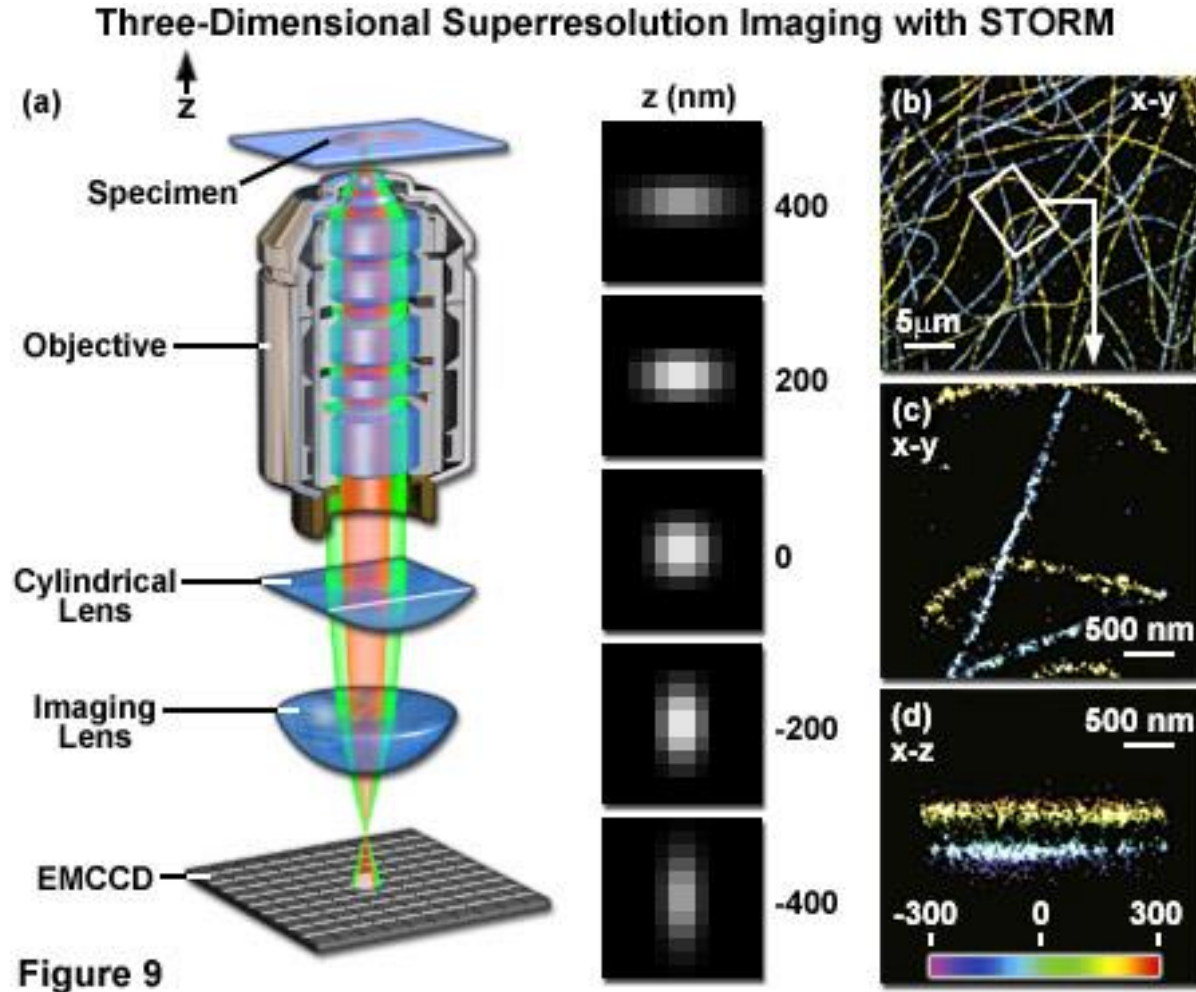 Three-Dimensional Superresolution Imaging with STORM
(a)
z
Specimen
Objective
Cylindrical
Lens
Imaging
Lens
EMCCD
Figure 9
z (nm)
400
200
0
-200
-400
(b)
x-y
5μm
(c)
x-y
500 nm
(d)
x-z
500 nm
-300 0 300